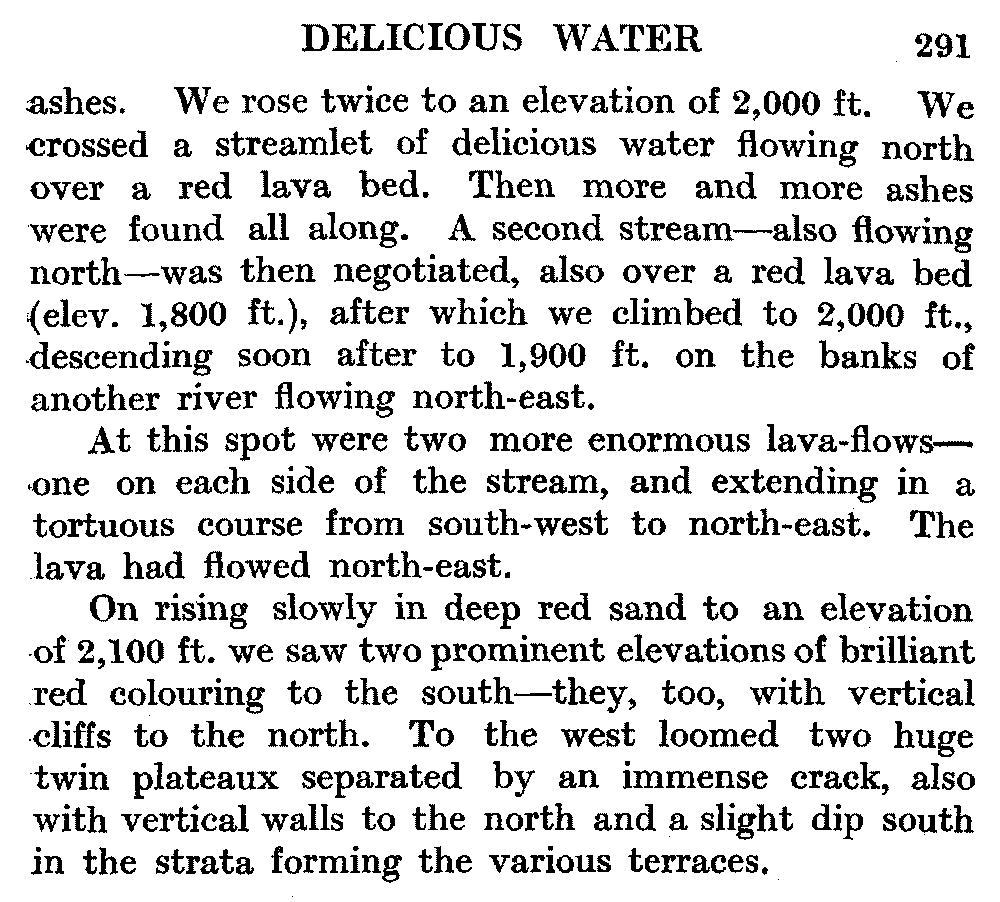 DELICIOUS WATER 291
ashes. We rose twice to an elevation of 2,000 ft. We
crossed a streamlet of delicious water flowing north
over a red lava bed. Then more and more ashes
were found all along. A second stream—also flowing
north—was then negotiated, also over a red lava bed
(elev. 1,800 ft.), after which we climbed to 2,000 ft.,
descending soon after to 1,900 ft. on the banks of
another river flowing north-east.
At this spot were two more enormous lava-flows—
one on each side of the stream, and extending in a
tortuous course from south-west to north-east. The
lava had flowed north-east.
On rising slowly in deep red sand to an elevation
of 2,100 ft. we saw two prominent elevations of brilliant
red colouring to the south—they, too, with vertical
cliffs to the north. To the west loomed two huge
twin plateaux separated by an immense crack, also
with vertical walls to the north and a slight dip south
in the strata forming the various terraces.